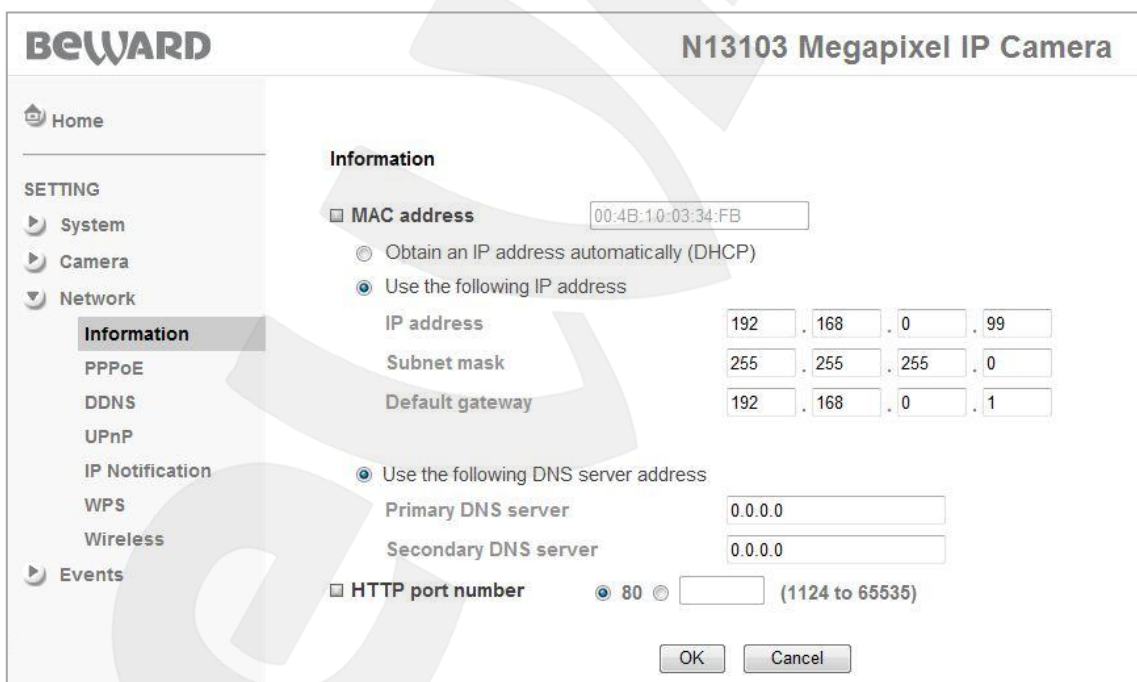 BEWARD
N13103 Megapixel IP Camera
Home
SETTING
System
Camera
Network
Information
PPPoE
DDNS
UPnP
IP Notification
WPS
Wireless
Events
Information
MAC address 00:4B:10:03:34:FB
Obtain an IP address automatically (DHCP)
Use the following IP address
IP address 192 . 168 . 0 . 99
Subnet mask 255 . 255 . 255 . 0
Default gateway 192 . 168 . 0 . 1
Use the following DNS server address
Primary DNS server 0.0.0.0
Secondary DNS server 0.0.0.0
HTTP port number 80 (1124 to 65535)
OK Cancel